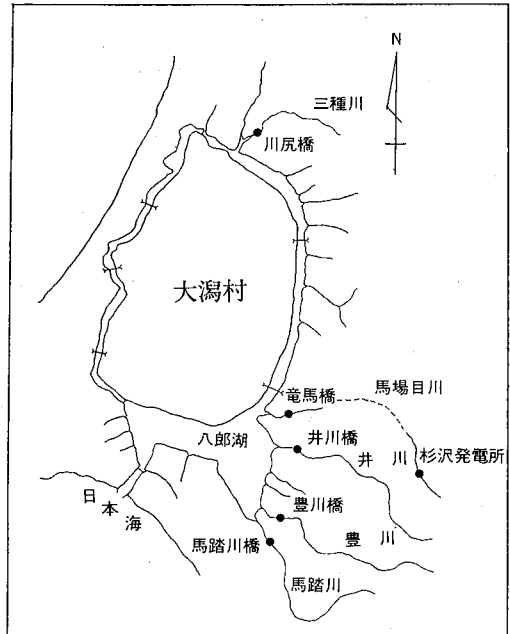 N
三種川
川尻橋
大潟村
竜馬橋
馬場目川
八郎湖
井川橋
井川
杉沢発電所
日本海
豊川橋
豊川
馬踏川橋
馬踏川